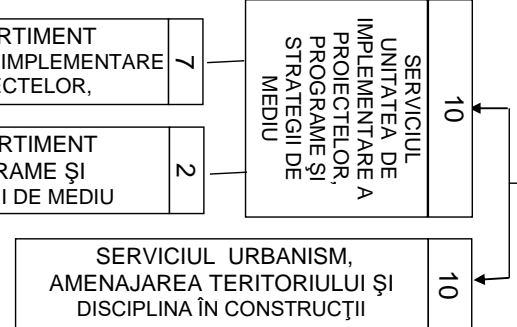 RTIMENT
IMPLEMENTARE
ECTELOR,
7
RTIMENT
RAME ŞI
I DE MEDIU
2
SERVICIUL
UNITATEA DE
IMPLEMENTARE A
PROIECTELOR,
PROGRAME ŞI
STRATEGII DE
MEDIU
10
SERVICIUL URBANISM,
AMENAJAREA TERITORIULUI ŞI
DISCIPLINA ÎN CONSTRUCŢII
10